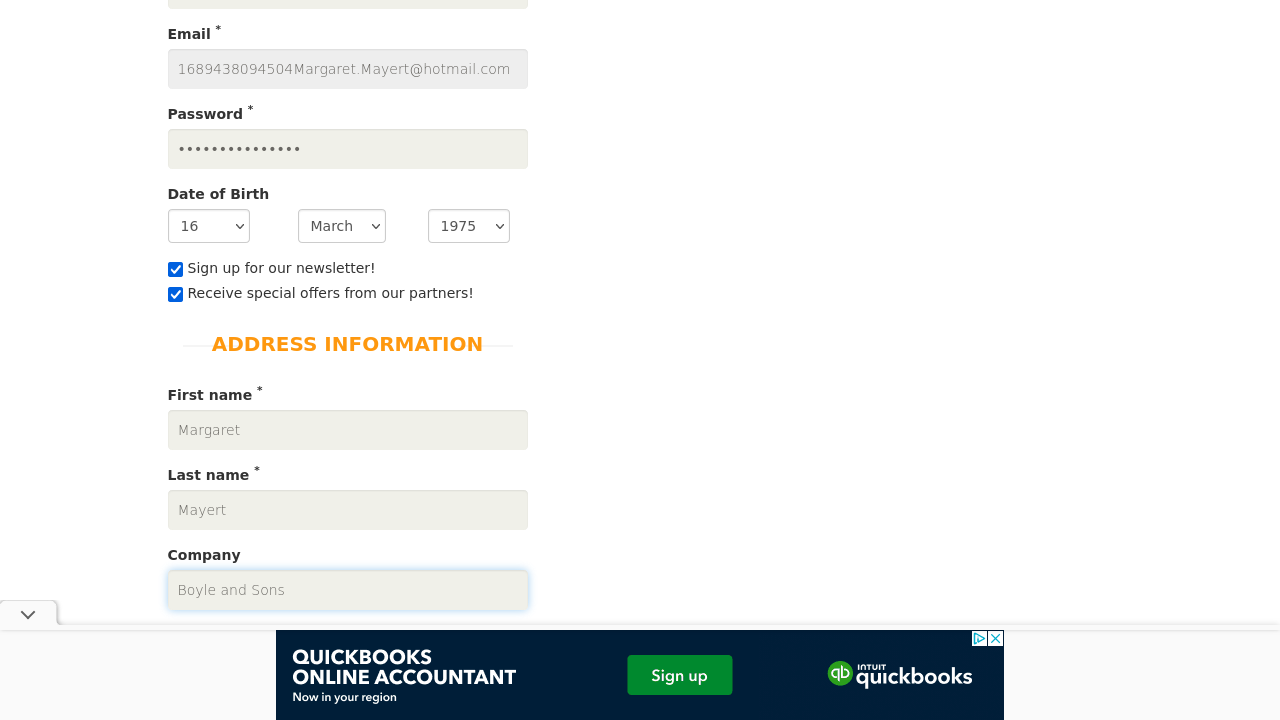 Email *
1689438094504Margaret.Mayert@hotmail.com
Password *
•••••••••••••••
Date of Birth
16 March 1975
Sign up for our newsletter!
Receive special offers from our partners!
ADDRESS INFORMATION
First name *
Margaret
Last name *
Mayert
Company
Boyle and Sons
QUICKBOOKS
ONLINE ACCOUNTANT
Now in your region
Sign up
qb INTUIT quickbooks